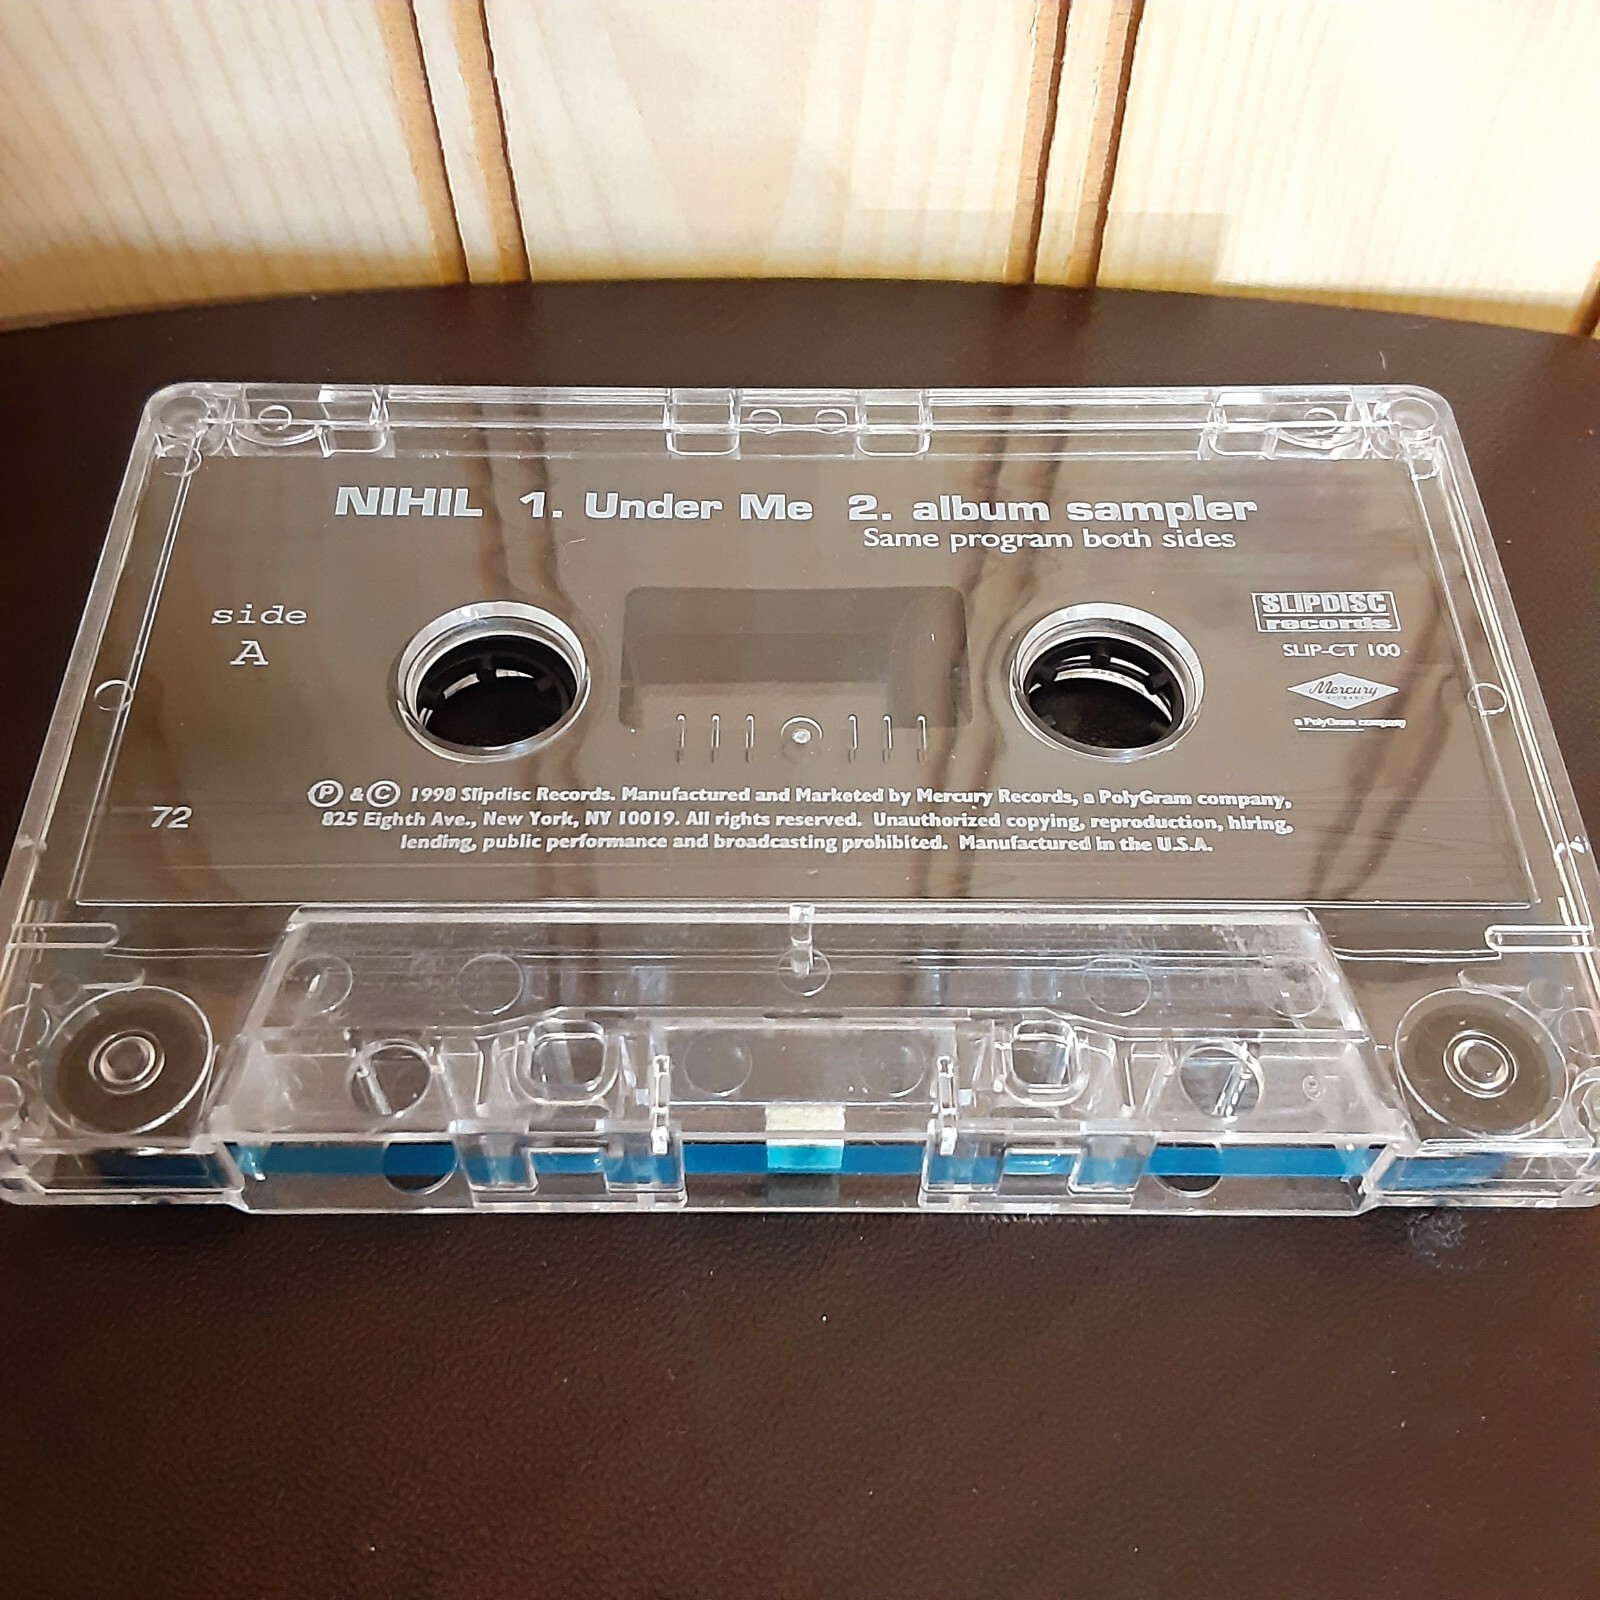 NIHIL 1. Under Me 2. album sampler
Same program both sides
side
A
SLIPDISC
records
SLIP-CT 100
Mercury
a PolyGram company
72
Ⓟ & © 1998 Slipdisc Records. Manufactured and Marketed by Mercury Records, a PolyGram company,
825 Eighth Ave., New York, NY 10019. All rights reserved. Unauthorized copying, reproduction, hiring,
lending, public performance and broadcasting prohibited. Manufactured in the U.S.A.